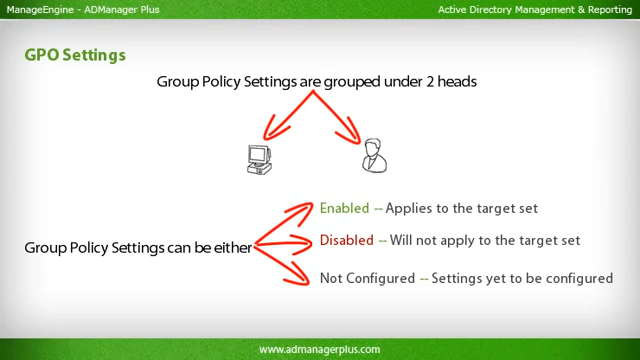 ManageEngine - ADManager Plus
Active Directory Management & Reporting
GPO Settings
Group Policy Settings are grouped under 2 heads
Enabled -- Applies to the target set
Disabled -- Will not apply to the target set
Group Policy Settings can be either
Not Configured -- Settings yet to be configured
www.admanagerplus.com